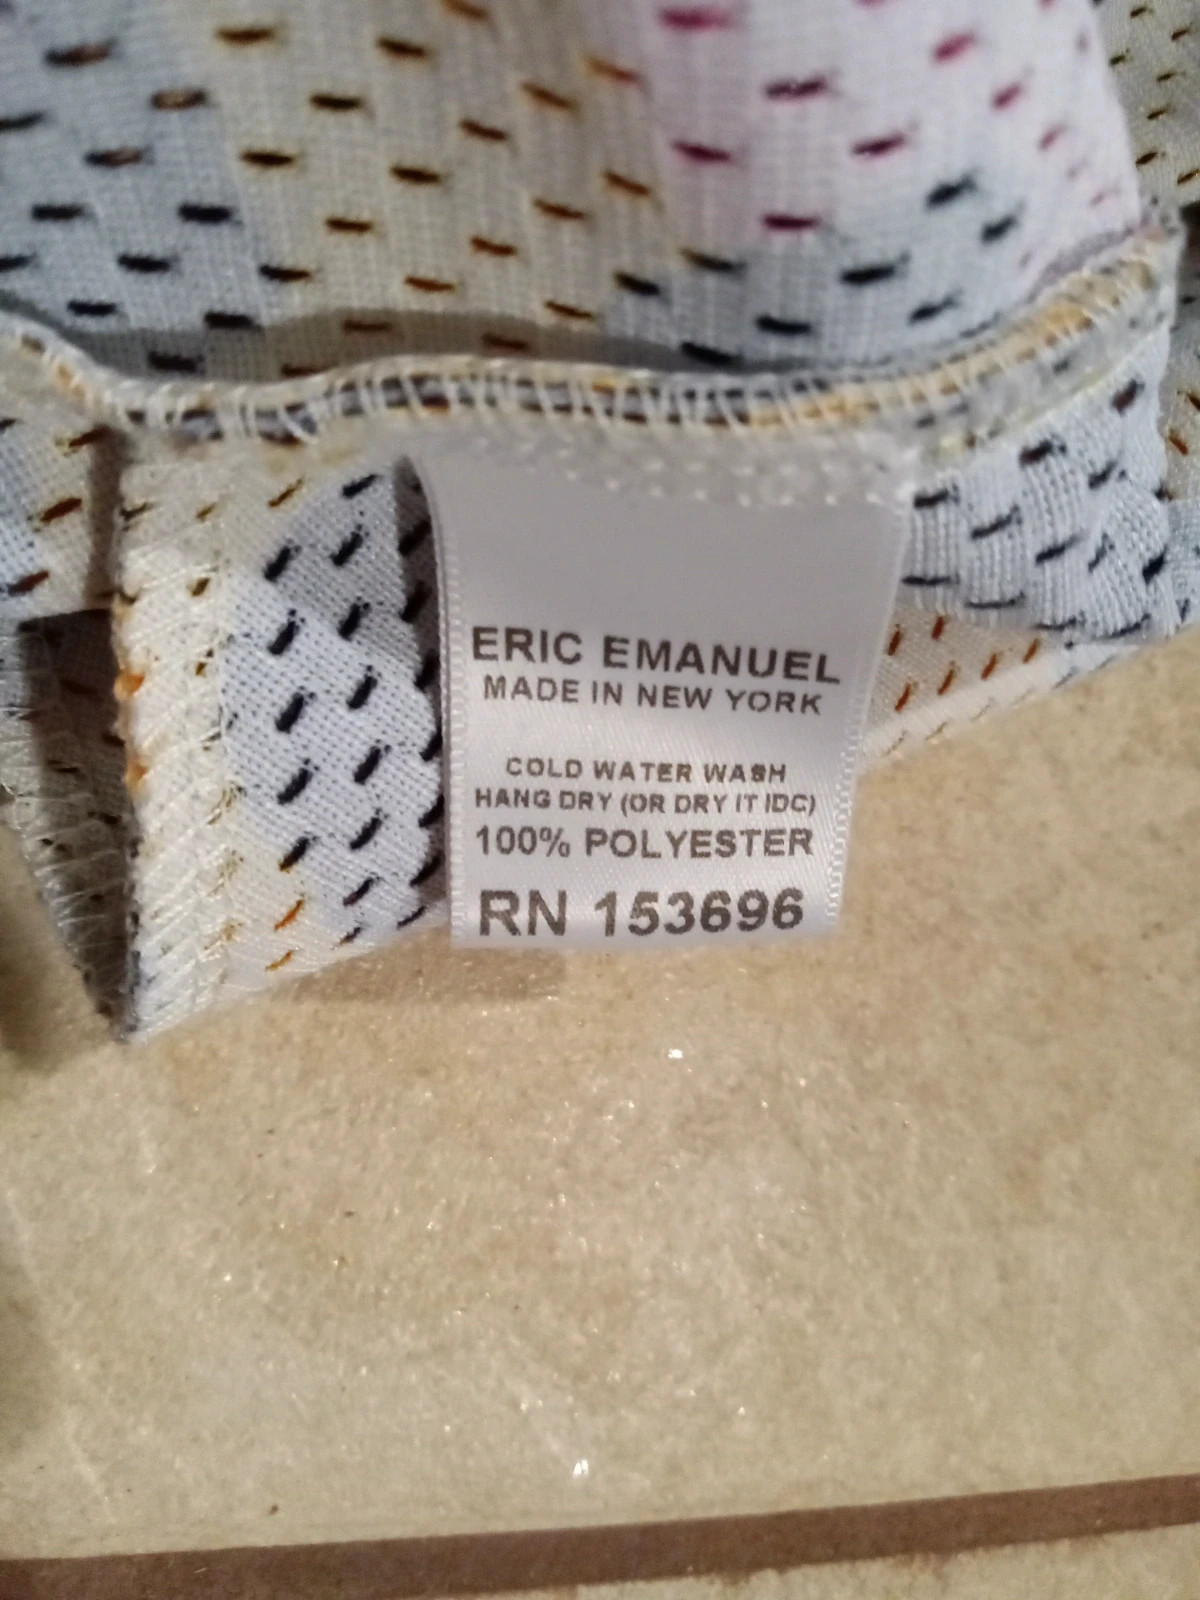 ERIC EMANUEL
MADE IN NEW YORK
COLD WATER WASH
HANG DRY (OR DRY IT IDC)
100% POLYESTER
RN 153696